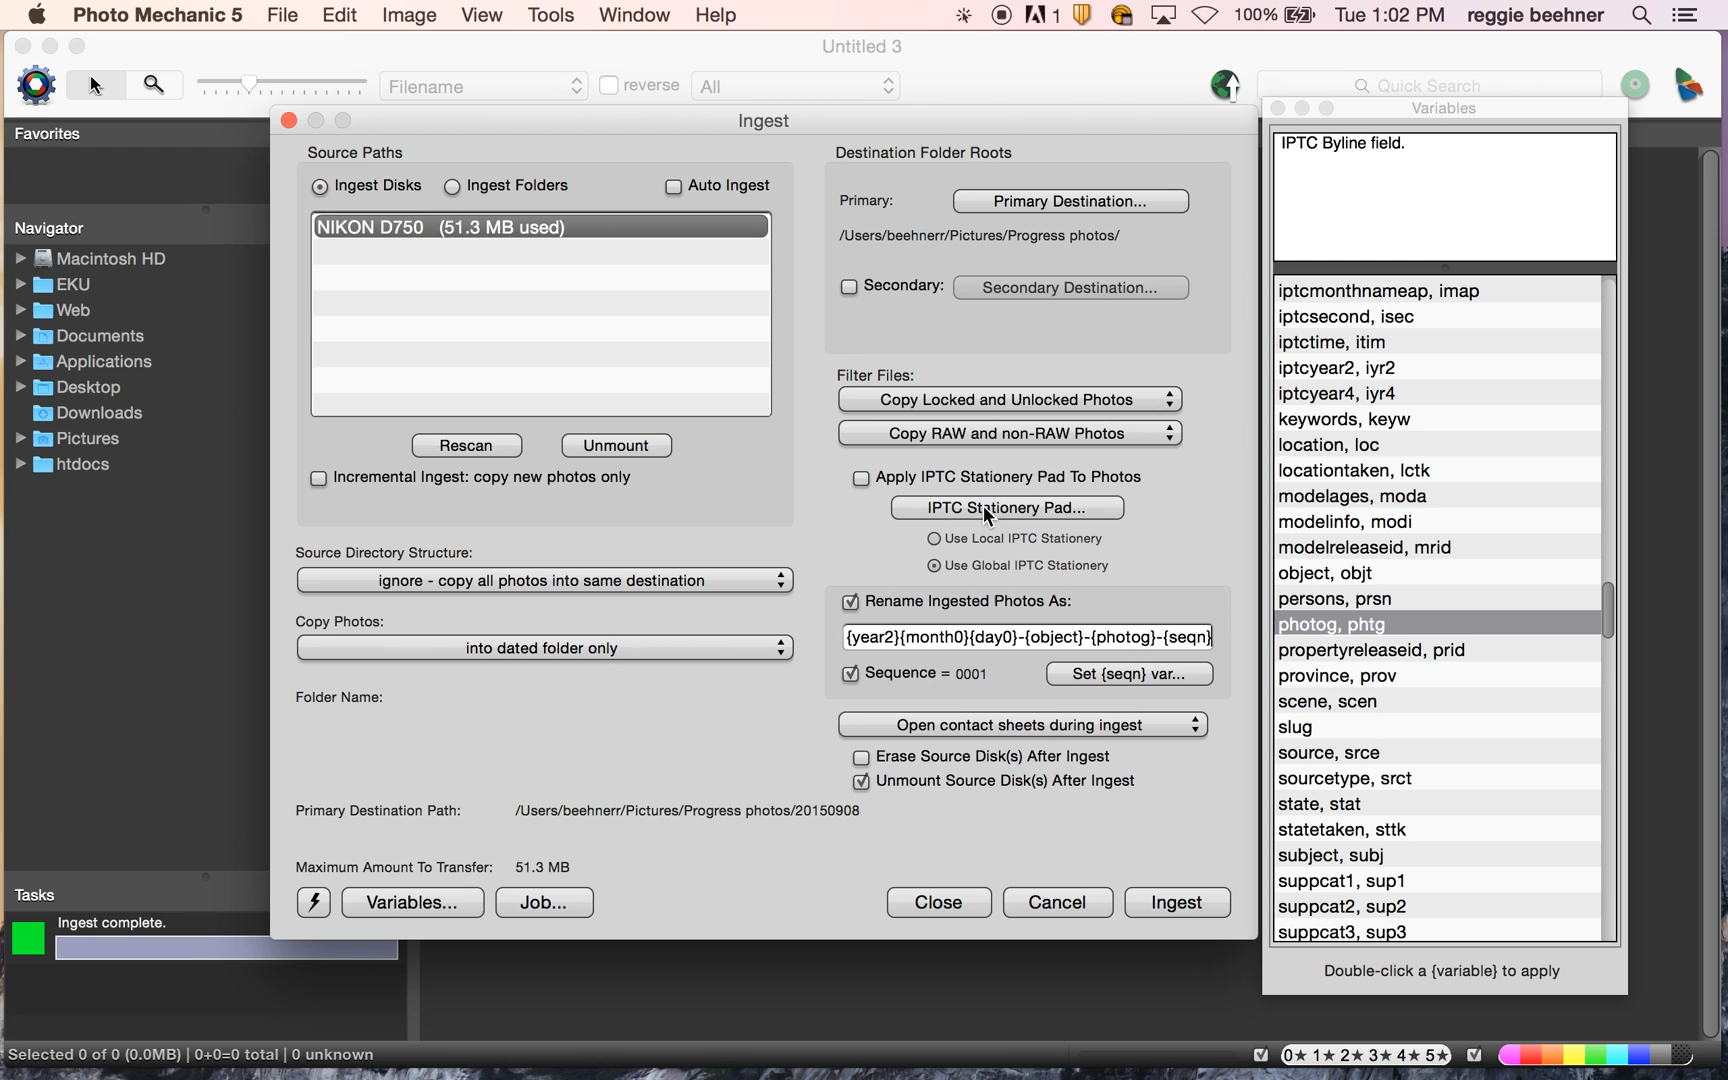 Photo Mechanic 5 File Edit Image View Tools Window Help 1 100% Tue 1:02 PM reggie beehner
Untitled 3
Filename reverse All Quick Search
Favorites
Navigator
Macintosh HD
EKU
Web
Documents
Applications
Desktop
Downloads
Pictures
htdocs
Tasks
Ingest complete.
Ingest
Source Paths
Ingest Disks Ingest Folders Auto Ingest
NIKON D750 (51.3 MB used)
Rescan Unmount
Incremental Ingest: copy new photos only
Source Directory Structure:
ignore - copy all photos into same destination
Copy Photos:
into dated folder only
Folder Name:
Destination Folder Roots
Primary: Primary Destination...
/Users/beehnerr/Pictures/Progress photos/
Secondary: Secondary Destination...
Filter Files:
Copy Locked and Unlocked Photos
Copy RAW and non-RAW Photos
Apply IPTC Stationery Pad To Photos
IPTC Stationery Pad...
Use Local IPTC Stationery
Use Global IPTC Stationery
Rename Ingested Photos As:
{year2}{month0}{day0}-{object}-{photog}-{seqn}
Sequence = 0001 Set {seqn} var...
Open contact sheets during ingest
Erase Source Disk(s) After Ingest
Unmount Source Disk(s) After Ingest
Primary Destination Path: /Users/beehnerr/Pictures/Progress photos/20150908
Maximum Amount To Transfer: 51.3 MB
Variables... Job... Close Cancel Ingest
Variables
IPTC Byline field.
iptcmonthnameap, imap
iptcsecond, isec
iptctime, itim
iptcyear2, iyr2
iptcyear4, iyr4
keywords, keyw
location, loc
locationtaken, lctk
modelages, moda
modelinfo, modi
modelreleaseid, mrid
object, objt
persons, prsn
photog, phtg
propertyreleaseid, prid
province, prov
scene, scen
slug
source, srce
sourcetype, srct
state, stat
statetaken, sttk
subject, subj
suppcat1, sup1
suppcat2, sup2
suppcat3, sup3
Double-click a {variable} to apply
Selected 0 of 0 (0.0MB) | 0+0=0 total | 0 unknown 0★ 1★ 2★ 3★ 4★ 5★